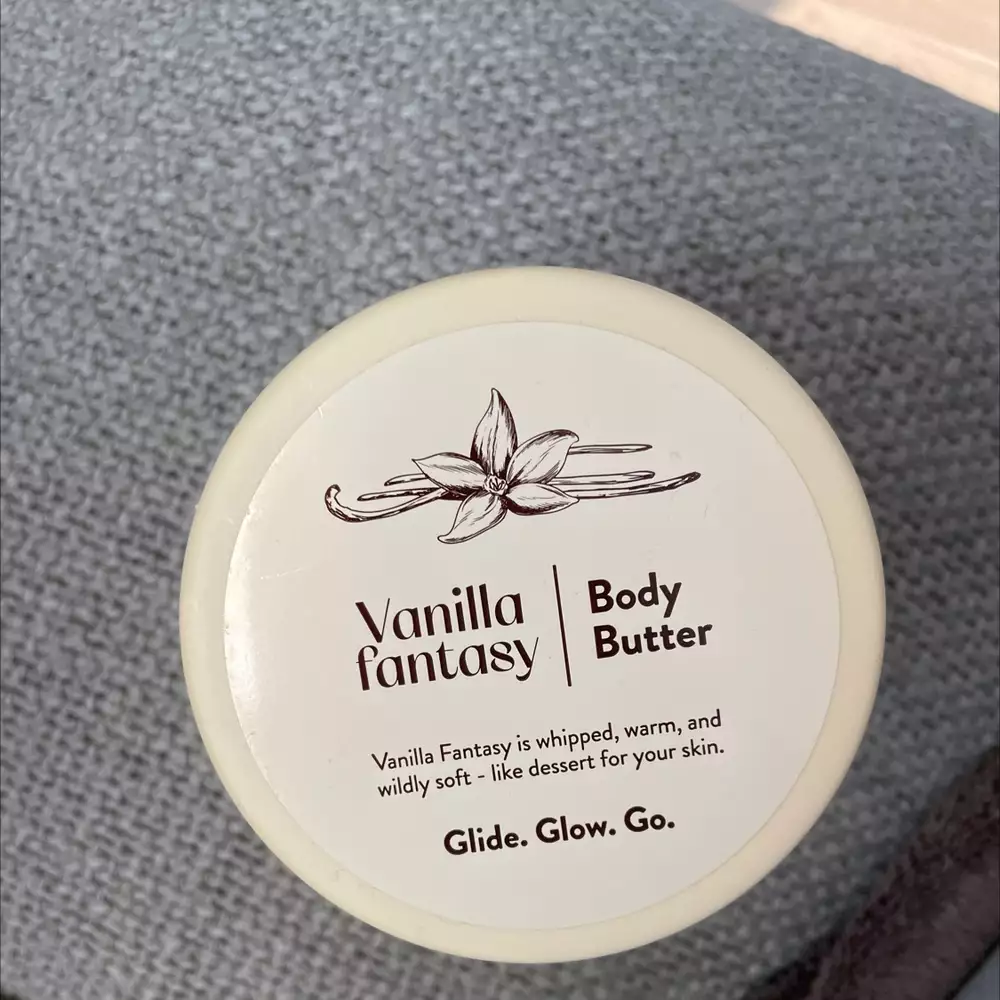 Vanilla
fantasy
Body
Butter
Vanilla Fantasy is whipped, warm, and
wildly soft - like dessert for your skin.
Glide. Glow. Go.